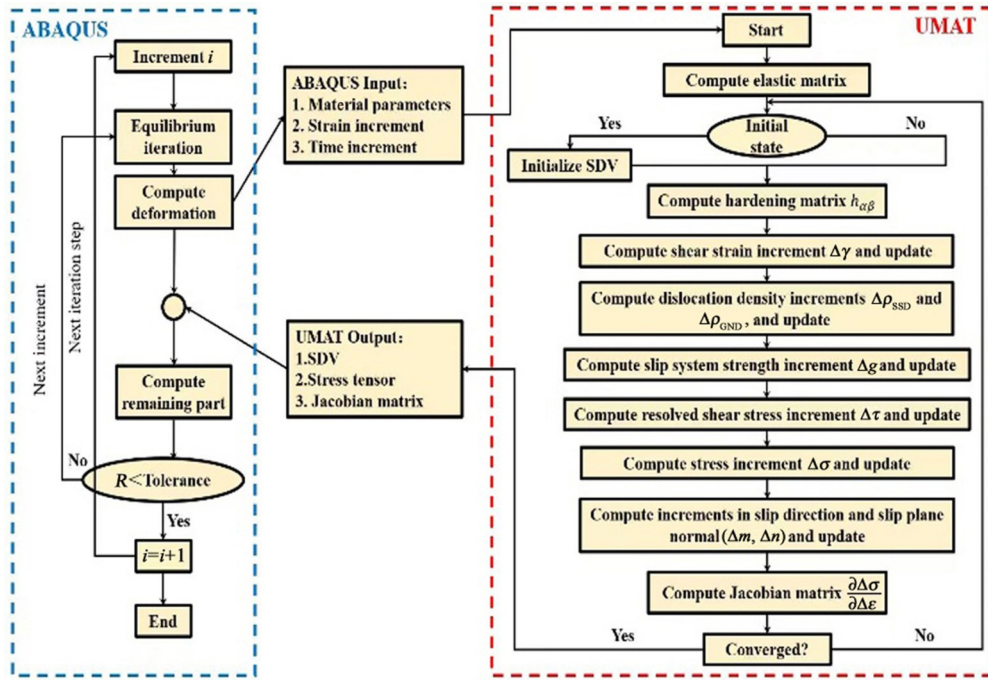 ABAQUS
Increment i
Equilibrium
iteration
Compute
deformation
Next increment
Next iteration step
Compute
remaining part
No
R<Tolerance
Yes
i=i+1
End
ABAQUS Input:
1. Material parameters
2. Strain increment
3. Time increment
UMAT Output:
1.SDV
2.Stress tensor
3. Jacobian matrix
UMAT
Start
Compute elastic matrix
Yes
Initial
state
No
Initialize SDV
Compute hardening matrix hαβ
Compute shear strain increment Δγ and update
Compute dislocation density increments ΔρSSD and
ΔρGND, and update
Compute slip system strength increment Δg and update
Compute resolved shear stress increment Δτ and update
Compute stress increment Δσ and update
Compute increments in slip direction and slip plane
normal(Δm, Δn) and update
Compute Jacobian matrix ∂Δσ/∂Δε
Yes
Converged?
No